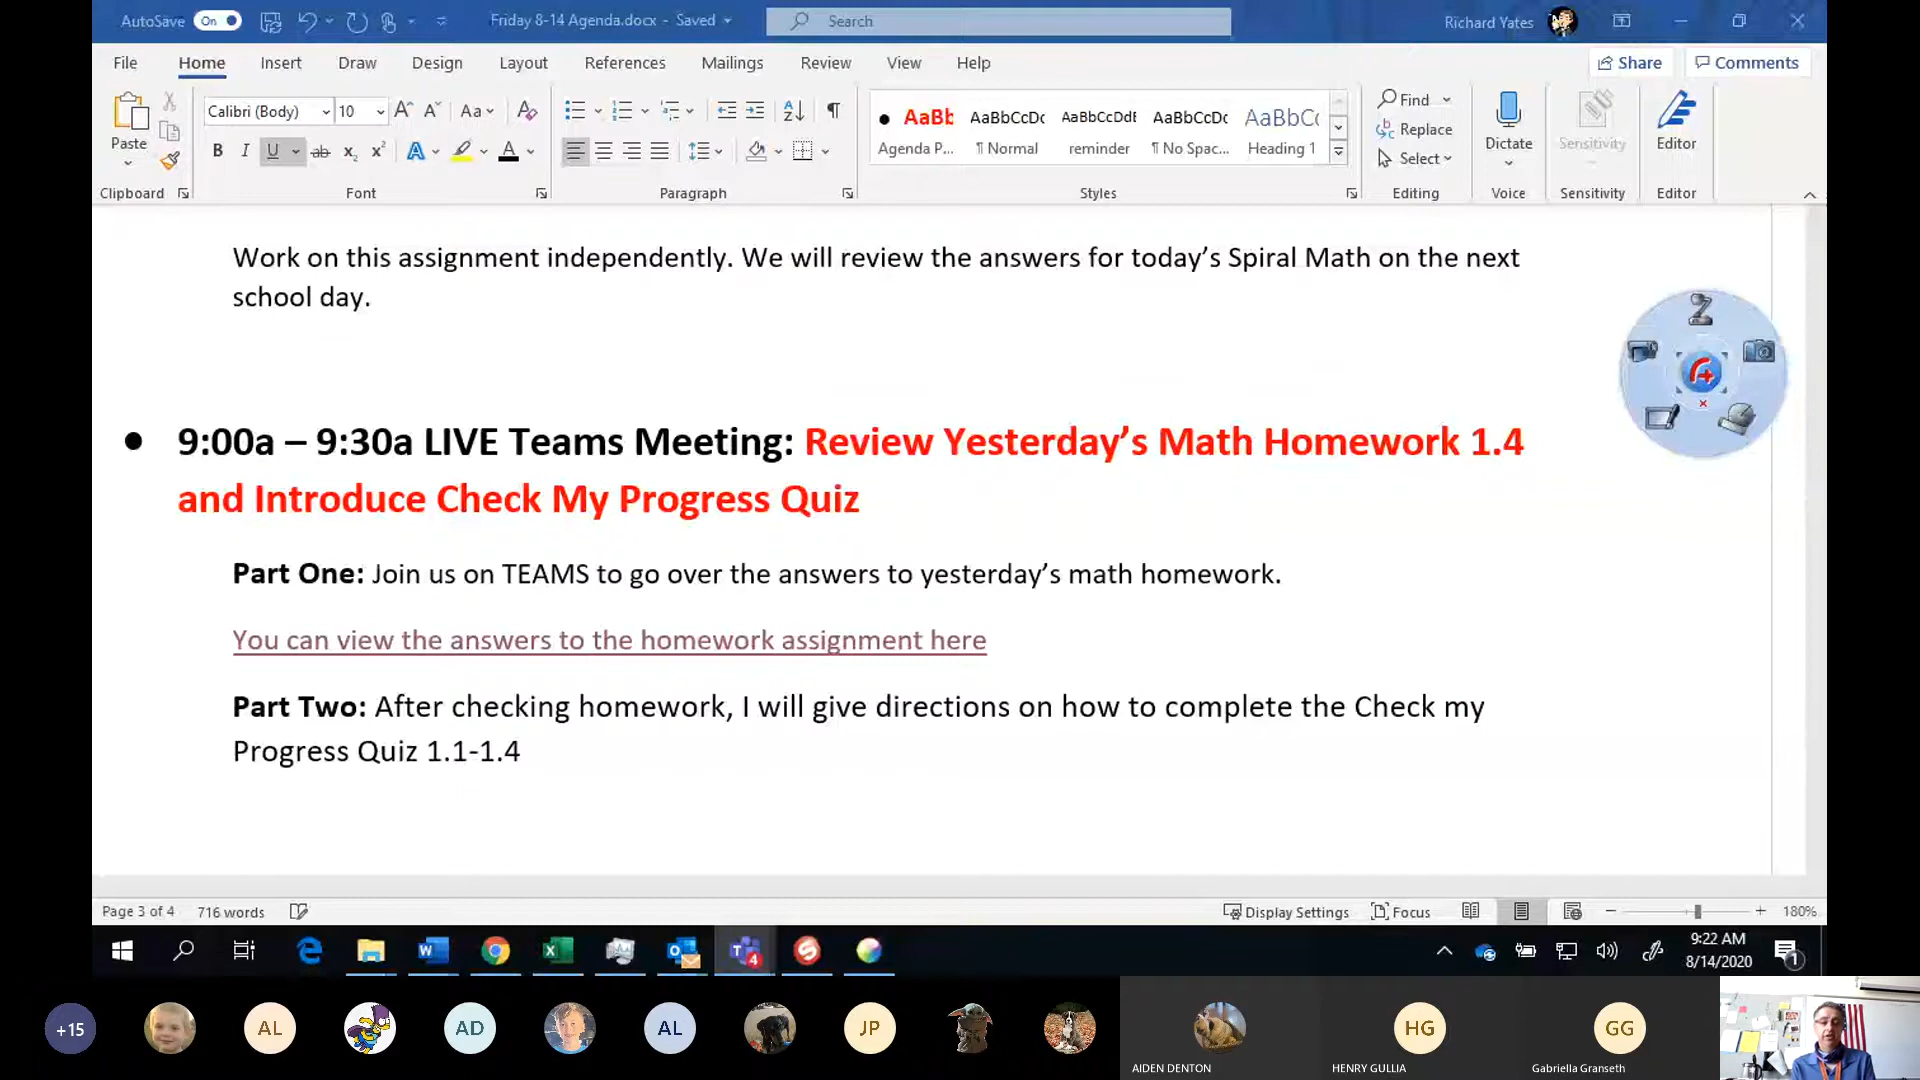 AutoSave On Friday 8-14 Agenda.docx - Saved Search Richard Yates
File Home Insert Draw Design Layout References Mailings Review View Help Share Comments
Paste Calibri (Body) 10 Aa Find
Replace
Select
AaBb AaBbCcDc AaBbCcDdE AaBbCcDc AaBbCc
Agenda P... ¶ Normal reminder ¶ No Spac... Heading 1
Dictate Sensitivity Editor
Clipboard Font Paragraph Styles Editing Voice Sensitivity Editor
Work on this assignment independently. We will review the answers for today’s Spiral Math on the next
school day.
● 9:00a – 9:30a LIVE Teams Meeting: Review Yesterday’s Math Homework 1.4
and Introduce Check My Progress Quiz
Part One: Join us on TEAMS to go over the answers to yesterday’s math homework.
You can view the answers to the homework assignment here
Part Two: After checking homework, I will give directions on how to complete the Check my
Progress Quiz 1.1-1.4
Page 3 of 4 716 words Display Settings Focus 180%
9:22 AM
8/14/2020
4
1
+15 AL AD AL JP HG GG
AIDEN DENTON HENRY GULLIA Gabriella Granseth